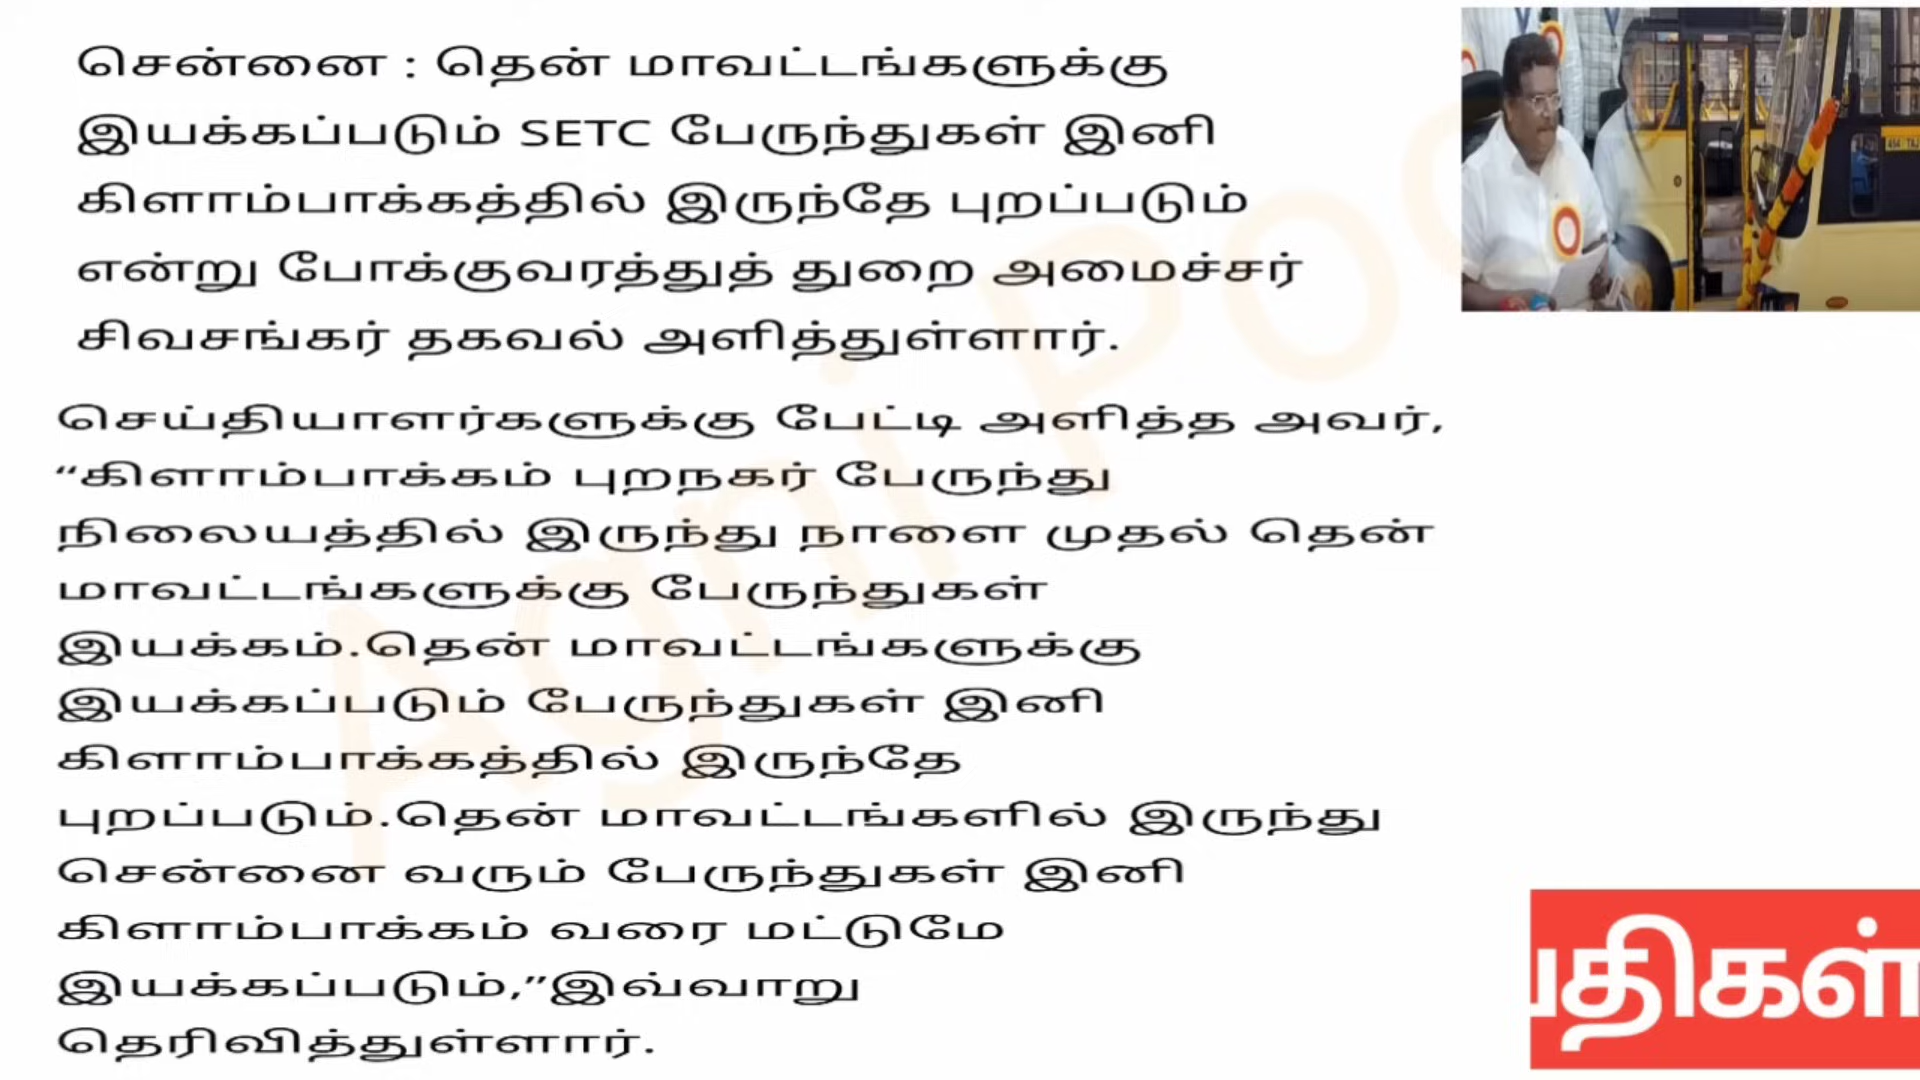 சென்னை : தென் மாவட்டங்களுக்கு
இயக்கப்படும் SETC பேருந்துகள் இனி
கிளாம்பாக்கத்தில் இருந்தே புறப்படும்
என்று போக்குவரத்துத் துறை அமைச்சர்
சிவசங்கர் தகவல் அளித்துள்ளார்.
செய்தியாளர்களுக்கு பேட்டி அளித்த அவர்,
“கிளாம்பாக்கம் புறநகர் பேருந்து
நிலையத்தில் இருந்து நாளை முதல் தென்
மாவட்டங்களுக்கு பேருந்துகள்
இயக்கம்.தென் மாவட்டங்களுக்கு
இயக்கப்படும் பேருந்துகள் இனி
கிளாம்பாக்கத்தில் இருந்தே
புறப்படும்.தென் மாவட்டங்களில் இருந்து
சென்னை வரும் பேருந்துகள் இனி
கிளாம்பாக்கம் வரை மட்டுமே
இயக்கப்படும்,”இவ்வாறு
தெரிவித்துள்ளார்.
Agni